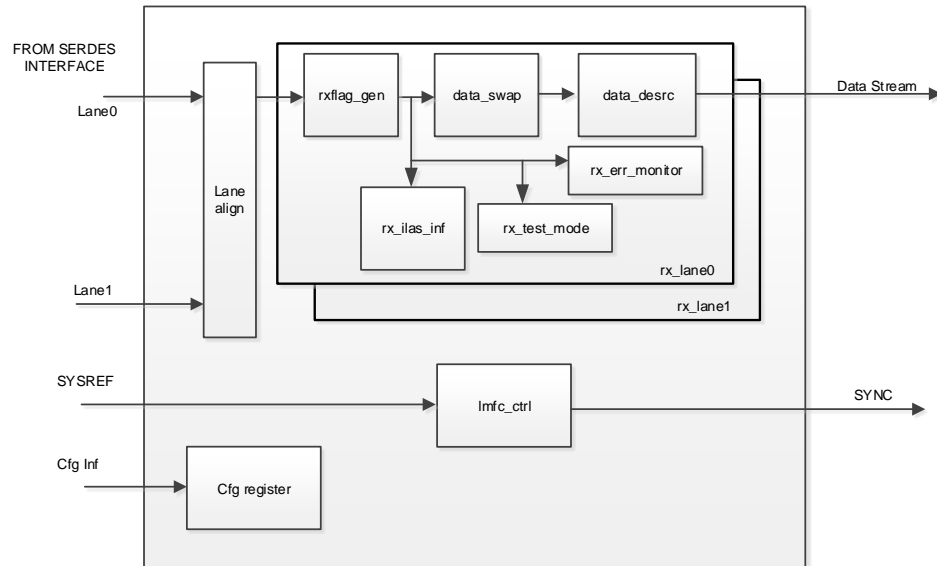 FROM SERDES
INTERFACE
Lane0
Lane1
Lane
align
rxflag_gen
data_swap
data_desrc
Data Stream
rx_err_monitor
rx_ilas_inf
rx_test_mode
rx_lane0
rx_lane1
SYSREF
lmfc_ctrl
SYNC
Cfg Inf
Cfg register